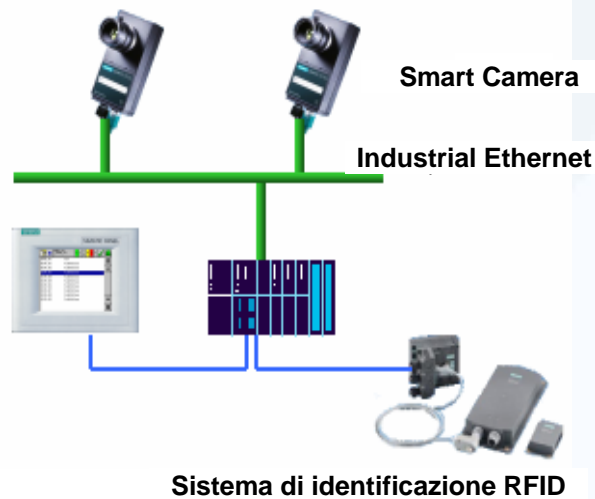 Smart Camera
Industrial Ethernet
Sistema di identificazione RFID